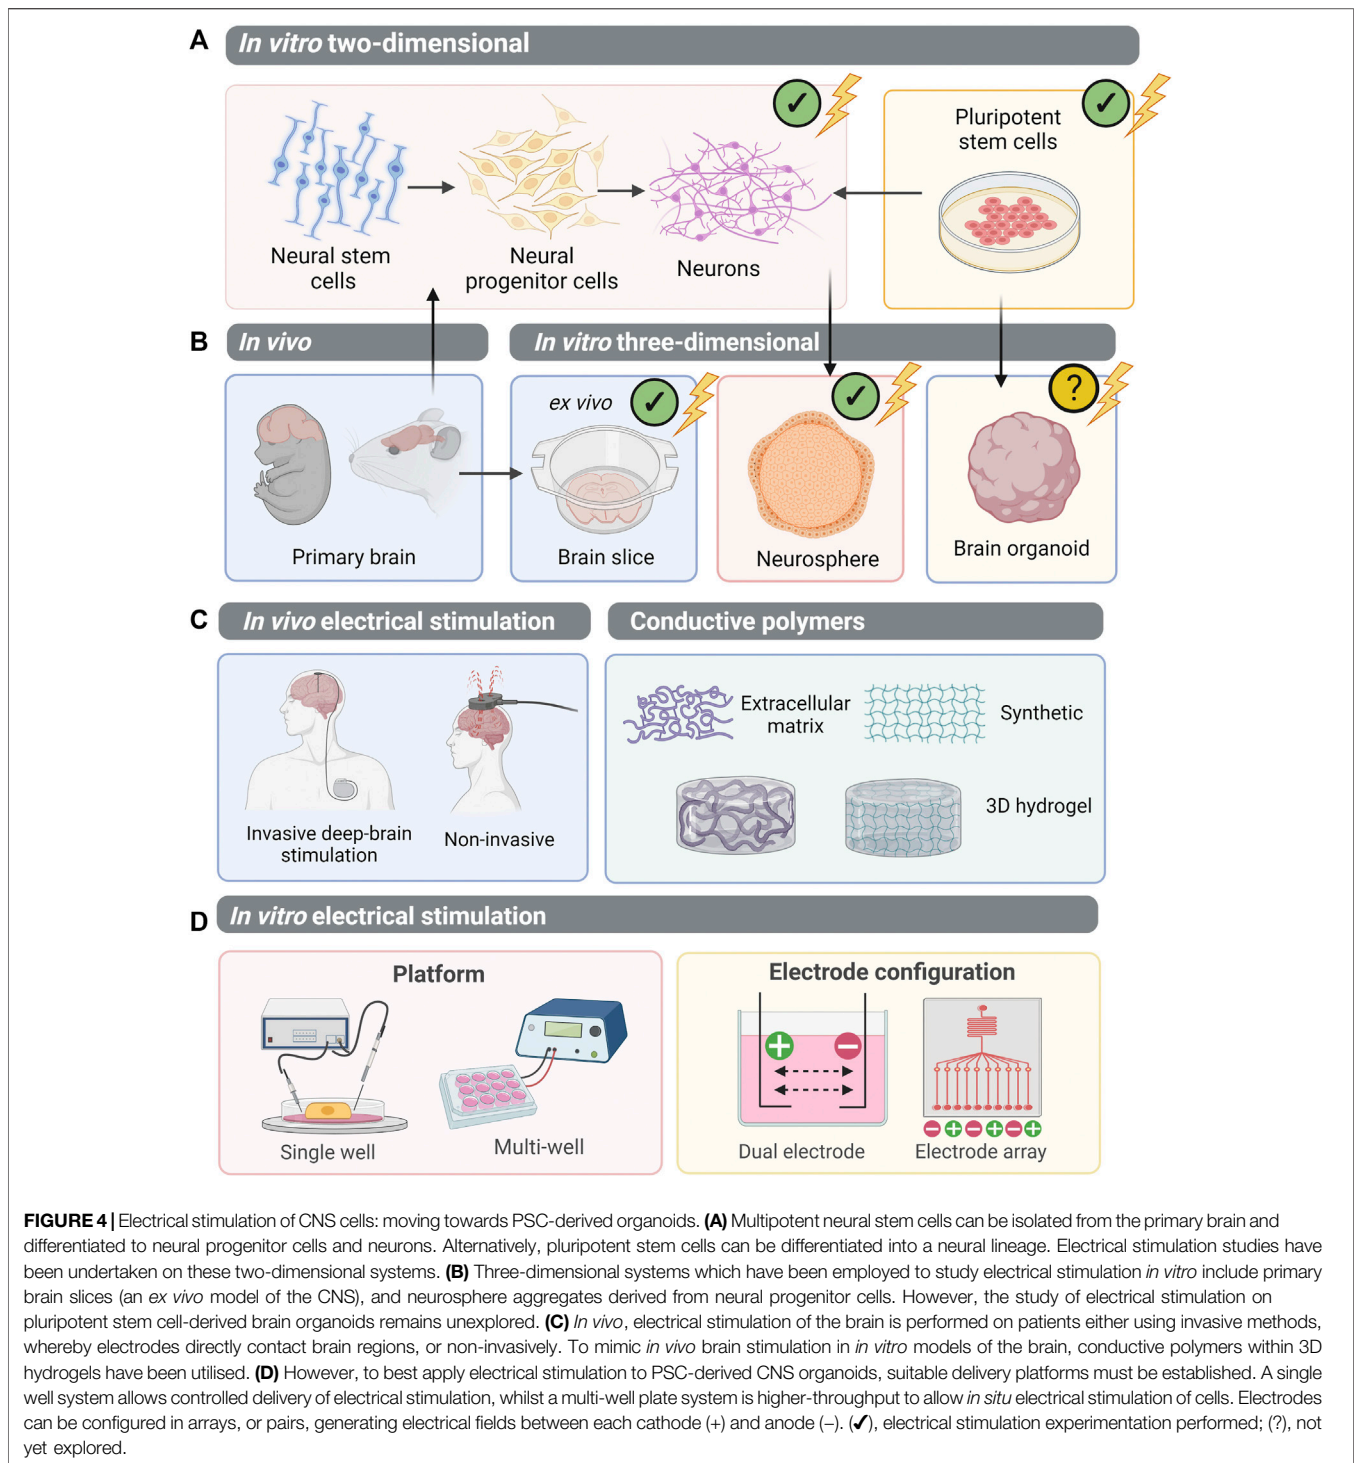 A
In vitro two-dimensional
Pluripotent
stem cells
✓
✓
Neural stem
cells
Neural
progenitor cells
Neurons
B
In vivo
In vitro three-dimensional
ex vivo
✓
✓
?
Primary brain
Brain slice
Neurosphere
Brain organoid
C
In vivo electrical stimulation
Conductive polymers
Extracellular
matrix
Synthetic
3D hydrogel
Invasive deep-brain
stimulation
Non-invasive
D
In vitro electrical stimulation
Platform
Electrode configuration
+ −
− + − + − +
Single well
Multi-well
Dual electrode
Electrode array
FIGURE 4 | Electrical stimulation of CNS cells: moving towards PSC-derived organoids. (A) Multipotent neural stem cells can be isolated from the primary brain and
differentiated to neural progenitor cells and neurons. Alternatively, pluripotent stem cells can be differentiated into a neural lineage. Electrical stimulation studies have
been undertaken on these two-dimensional systems. (B) Three-dimensional systems which have been employed to study electrical stimulation in vitro include primary
brain slices (an ex vivo model of the CNS), and neurosphere aggregates derived from neural progenitor cells. However, the study of electrical stimulation on
pluripotent stem cell-derived brain organoids remains unexplored. (C) In vivo, electrical stimulation of the brain is performed on patients either using invasive methods,
whereby electrodes directly contact brain regions, or non-invasively. To mimic in vivo brain stimulation in in vitro models of the brain, conductive polymers within 3D
hydrogels have been utilised. (D) However, to best apply electrical stimulation to PSC-derived CNS organoids, suitable delivery platforms must be established. A single
well system allows controlled delivery of electrical stimulation, whilst a multi-well plate system is higher-throughput to allow in situ electrical stimulation of cells. Electrodes
can be configured in arrays, or pairs, generating electrical fields between each cathode (+) and anode (−). (✓), electrical stimulation experimentation performed; (?), not
yet explored.